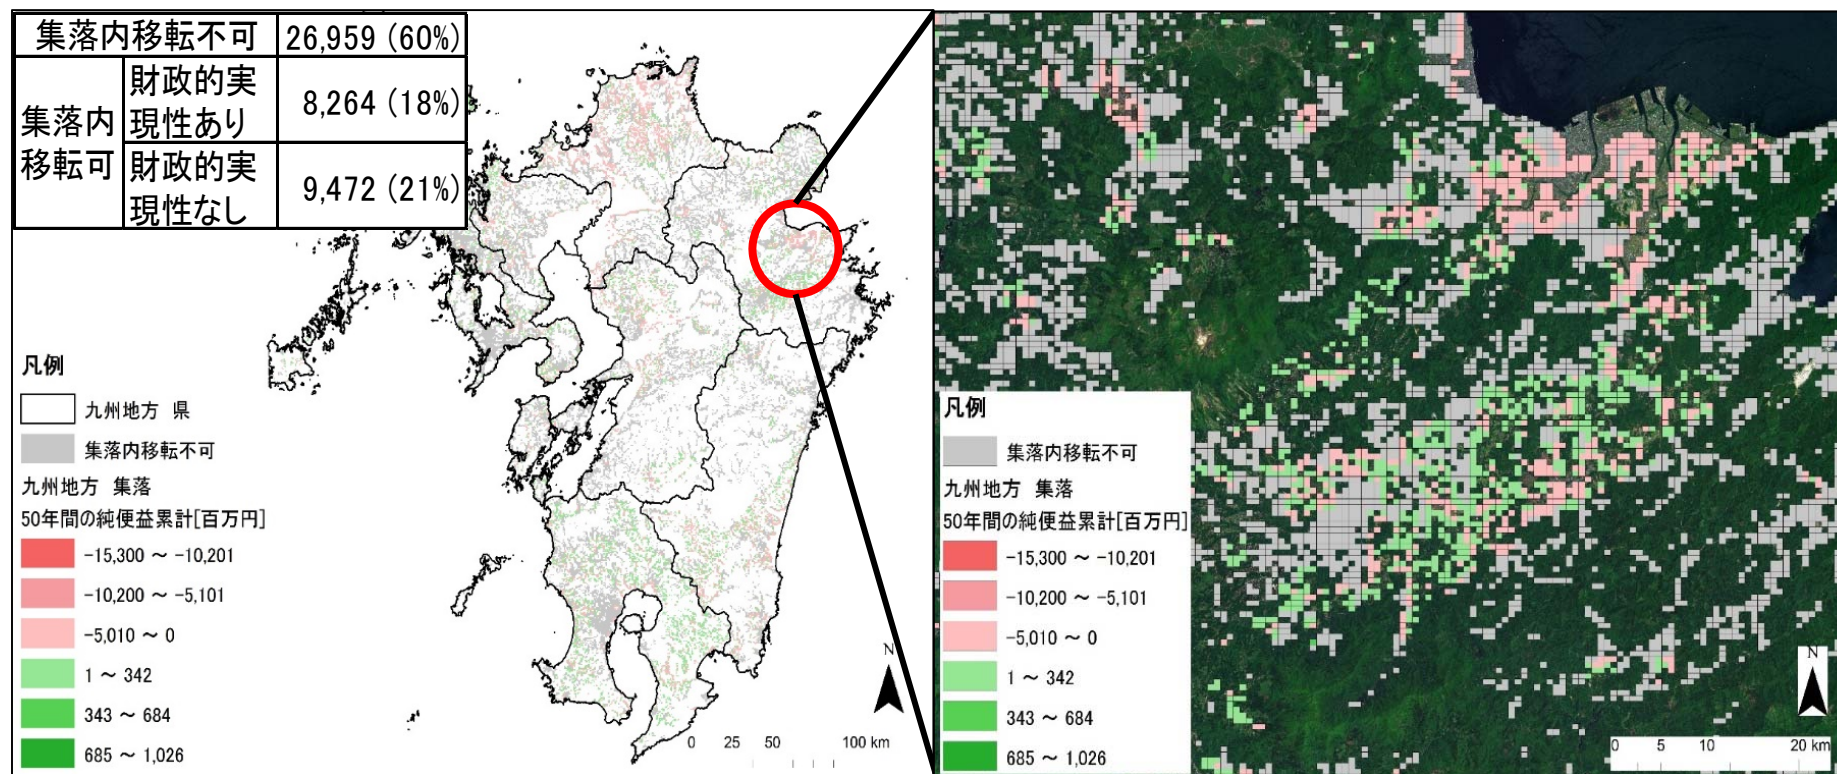 集落内移転不可 26,959 (60%)
集落内
移転可
財政的実
現性あり
8,264 (18%)
財政的実
現性なし
9,472 (21%)
凡例
九州地方 県
集落内移転不可
九州地方 集落
50年間の純便益累計[百万円]
-15,300 ～ -10,201
-10,200 ～ -5,101
-5,010 ～ 0
1 ～ 342
343 ～ 684
685 ～ 1,026
N
0 25 50 100 km
凡例
集落内移転不可
九州地方 集落
50年間の純便益累計[百万円]
-15,300 ～ -10,201
-10,200 ～ -5,101
-5,010 ～ 0
1 ～ 342
343 ～ 684
685 ～ 1,026
N
0 5 10 20 km